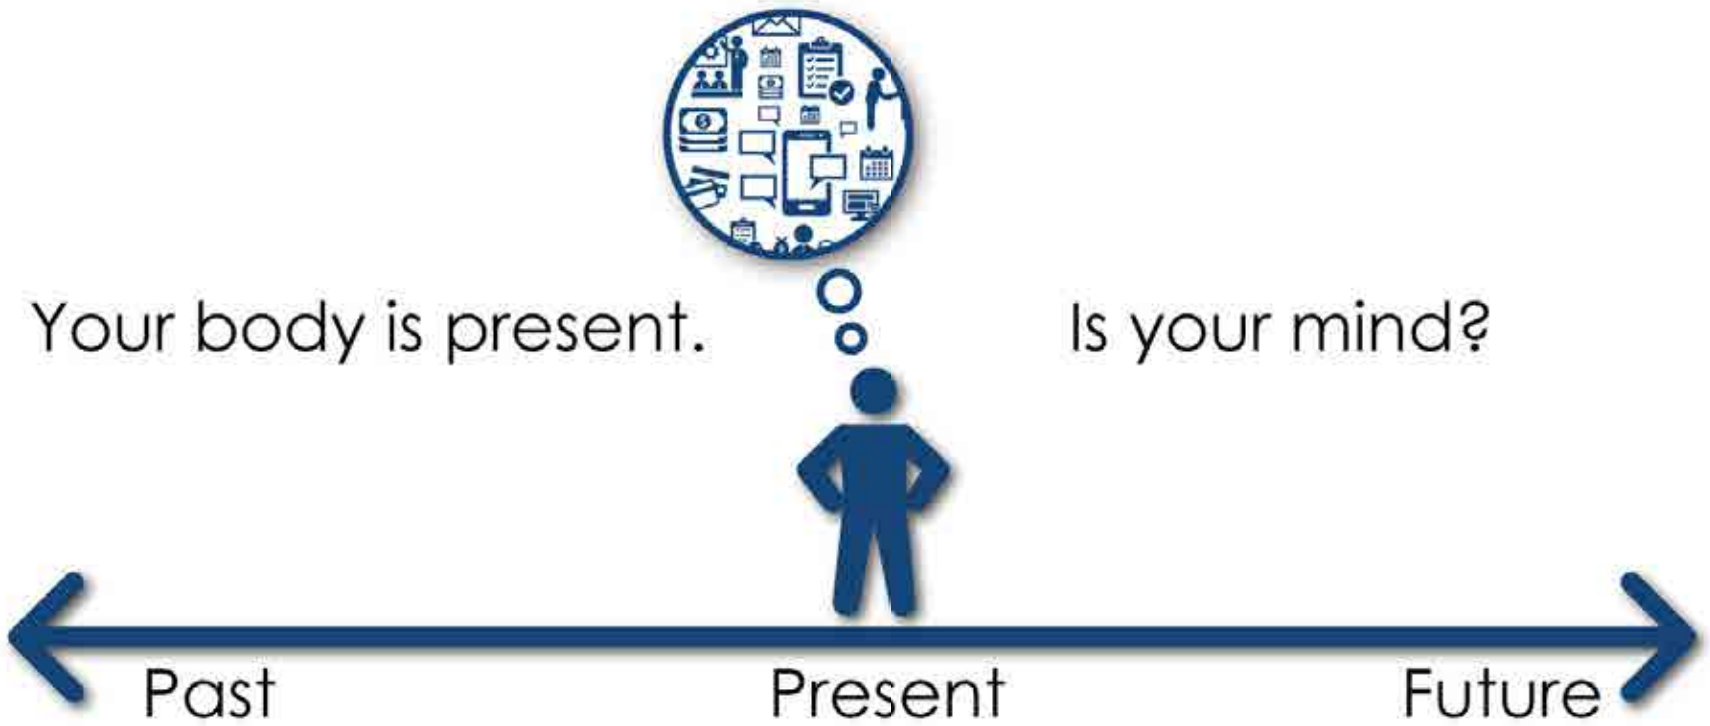 Your body is present.
Is your mind?
Past
Present
Future